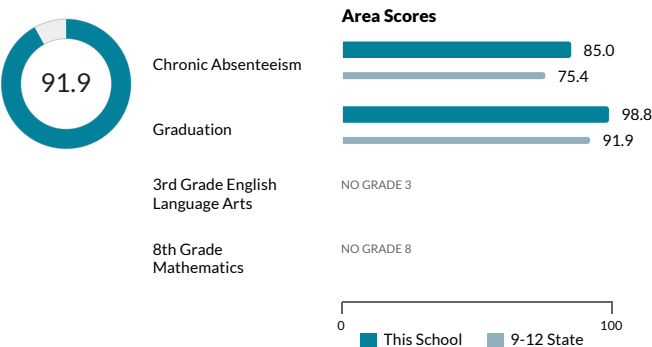 91.9
Area Scores
Chronic Absenteeism
85.0
75.4
Graduation
98.8
91.9
3rd Grade English
Language Arts
NO GRADE 3
8th Grade
Mathematics
NO GRADE 8
0
100
This School
9-12 State